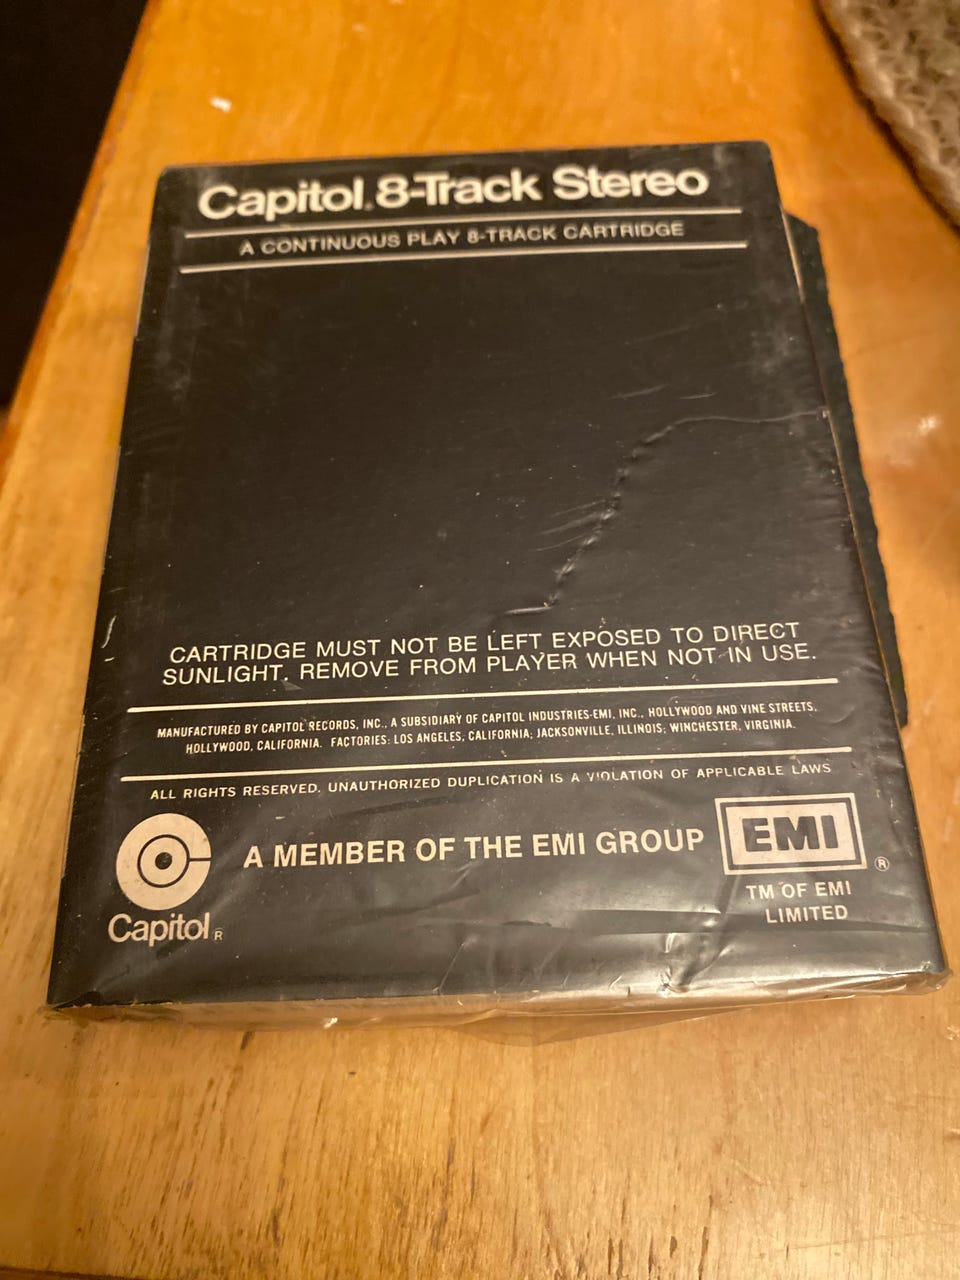 Capitol® 8-Track Stereo
A CONTINUOUS PLAY 8-TRACK CARTRIDGE
CARTRIDGE MUST NOT BE LEFT EXPOSED TO DIRECT
SUNLIGHT. REMOVE FROM PLAYER WHEN NOT IN USE.
MANUFACTURED BY CAPITOL RECORDS, INC., A SUBSIDIARY OF CAPITOL INDUSTRIES-EMI, INC., HOLLYWOOD AND VINE STREETS,
HOLLYWOOD, CALIFORNIA. FACTORIES: LOS ANGELES, CALIFORNIA; JACKSONVILLE, ILLINOIS; WINCHESTER, VIRGINIA.
ALL RIGHTS RESERVED. UNAUTHORIZED DUPLICATION IS A VIOLATION OF APPLICABLE LAWS
A MEMBER OF THE EMI GROUP
EMI ®
TM OF EMI
LIMITED
Capitol®